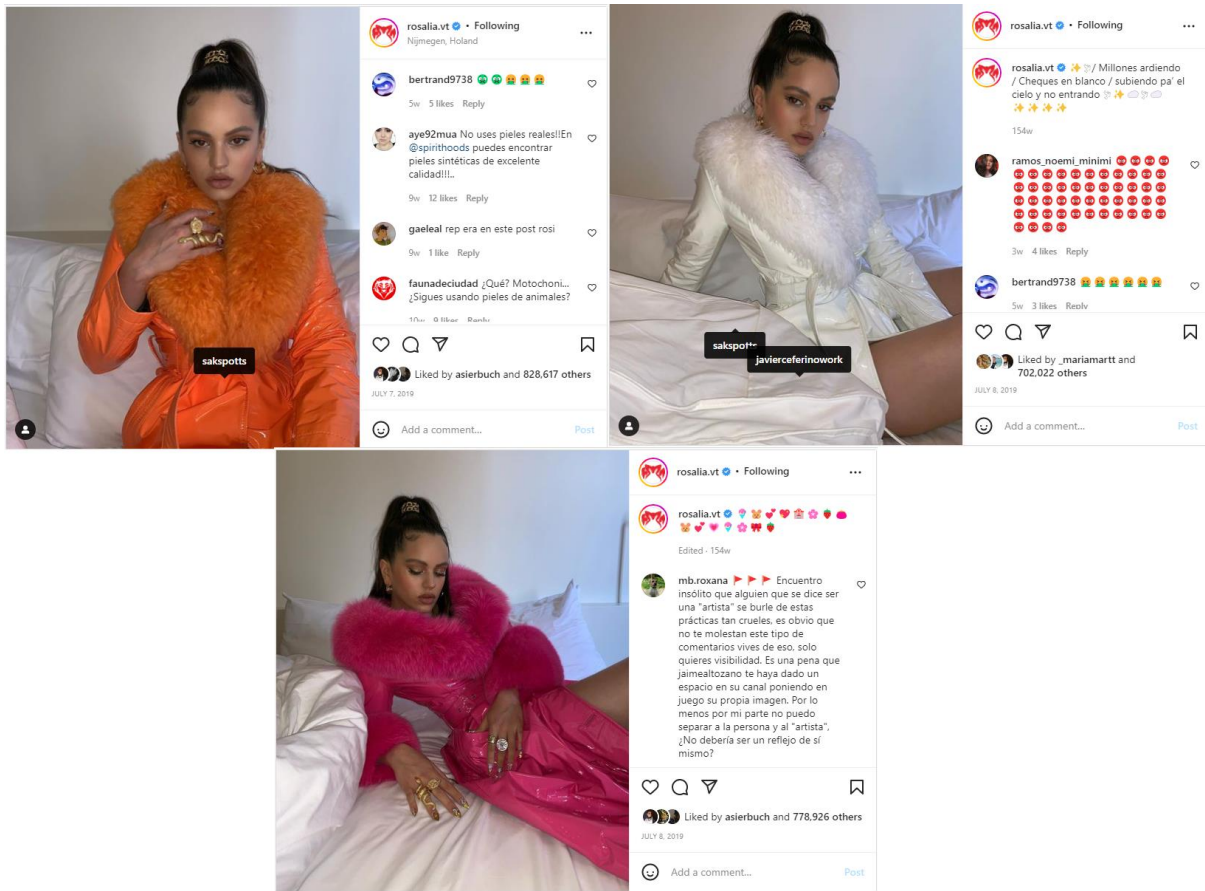 rosalia.vt • Following
Nijmegen, Holand
bertrand9738 🤢🤢🤮🤮🤮
5w 5 likes Reply
aye92mua No uses pieles reales!!En
@spirithoods puedes encontrar
pieles sintéticas de excelente
calidad!!!..
9w 12 likes Reply
gaeleal rep era en este post rosi
9w 1 like Reply
faunadeciudad ¿Qué? Motochoni...
¿Sigues usando pieles de animales?
10w 9 likes Reply
Liked by asierbuch and 828,617 others
JULY 7, 2019
Add a comment...
Post
sakspotts
rosalia.vt • Following
rosalia.vt ✨🕊/ Millones ardiendo
/ Cheques en blanco / subiendo pa' el
cielo y no entrando 🕊✨☁🕊☁
✨✨✨✨
154w
ramos_noemi_minimi
3w 4 likes Reply
bertrand9738 🤮🤮🤮🤮🤮🤮
5w 3 likes Reply
Liked by _mariamartt and
702,022 others
JULY 8, 2019
Add a comment...
Post
sakspotts
javierceferinowork
rosalia.vt • Following
rosalia.vt
Edited · 154w
mb.roxana 🚩🚩🚩 Encuentro
insólito que alguien que se dice ser
una "artista" se burle de estas
prácticas tan crueles, es obvio que
no te molestan este tipo de
comentarios vives de eso, solo
quieres visibilidad. Es una pena que
jaimealtozano te haya dado un
espacio en su canal poniendo en
juego su propia imagen. Por lo
menos por mi parte no puedo
separar a la persona y al "artista",
¿No debería ser un reflejo de sí
mismo?
Liked by asierbuch and 778,926 others
JULY 8, 2019
Add a comment...
Post